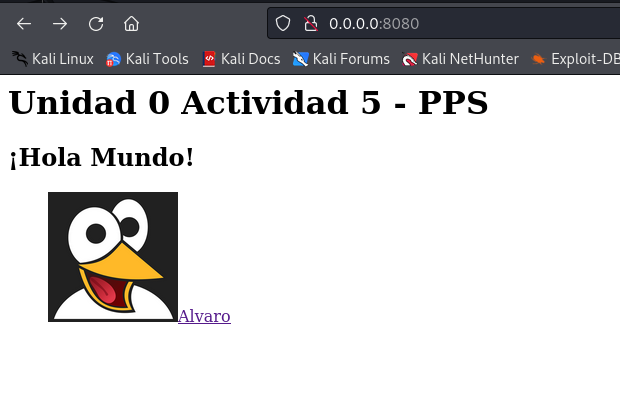 0.0.0.0:8080
Kali Linux Kali Tools Kali Docs Kali Forums Kali NetHunter Exploit-DB
Unidad 0 Actividad 5 - PPS
¡Hola Mundo!
Alvaro